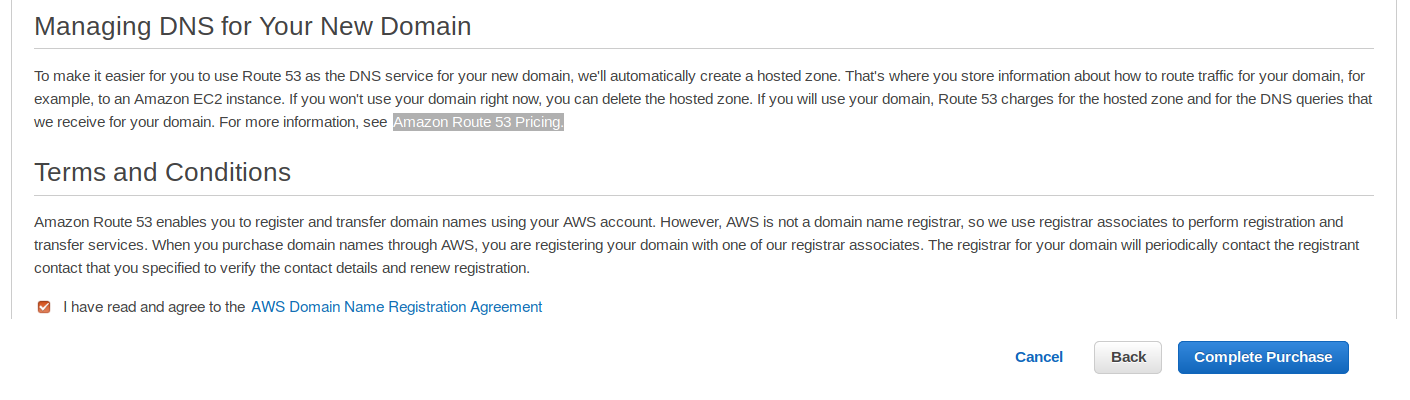 Managing DNS for Your New Domain
To make it easier for you to use Route 53 as the DNS service for your new domain, we'll automatically create a hosted zone. That's where you store information about how to route traffic for your domain, for
example, to an Amazon EC2 instance. If you won't use your domain right now, you can delete the hosted zone. If you will use your domain, Route 53 charges for the hosted zone and for the DNS queries that
we receive for your domain. For more information, see Amazon Route 53 Pricing.
Terms and Conditions
Amazon Route 53 enables you to register and transfer domain names using your AWS account. However, AWS is not a domain name registrar, so we use registrar associates to perform registration and
transfer services. When you purchase domain names through AWS, you are registering your domain with one of our registrar associates. The registrar for your domain will periodically contact the registrant
contact that you specified to verify the contact details and renew registration.
I have read and agree to the AWS Domain Name Registration Agreement
Cancel Back Complete Purchase